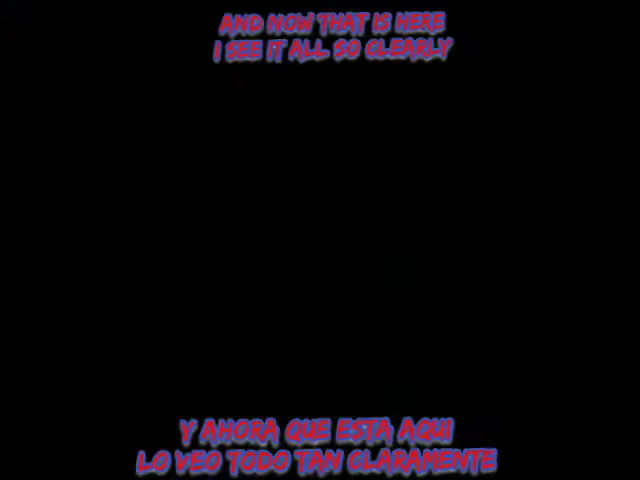 AND NOW THAT IS HERE
I SEE IT ALL SO CLEARLY
Y AHORA QUE ESTA AQUI
LO VEO TODO TAN CLARAMENTE